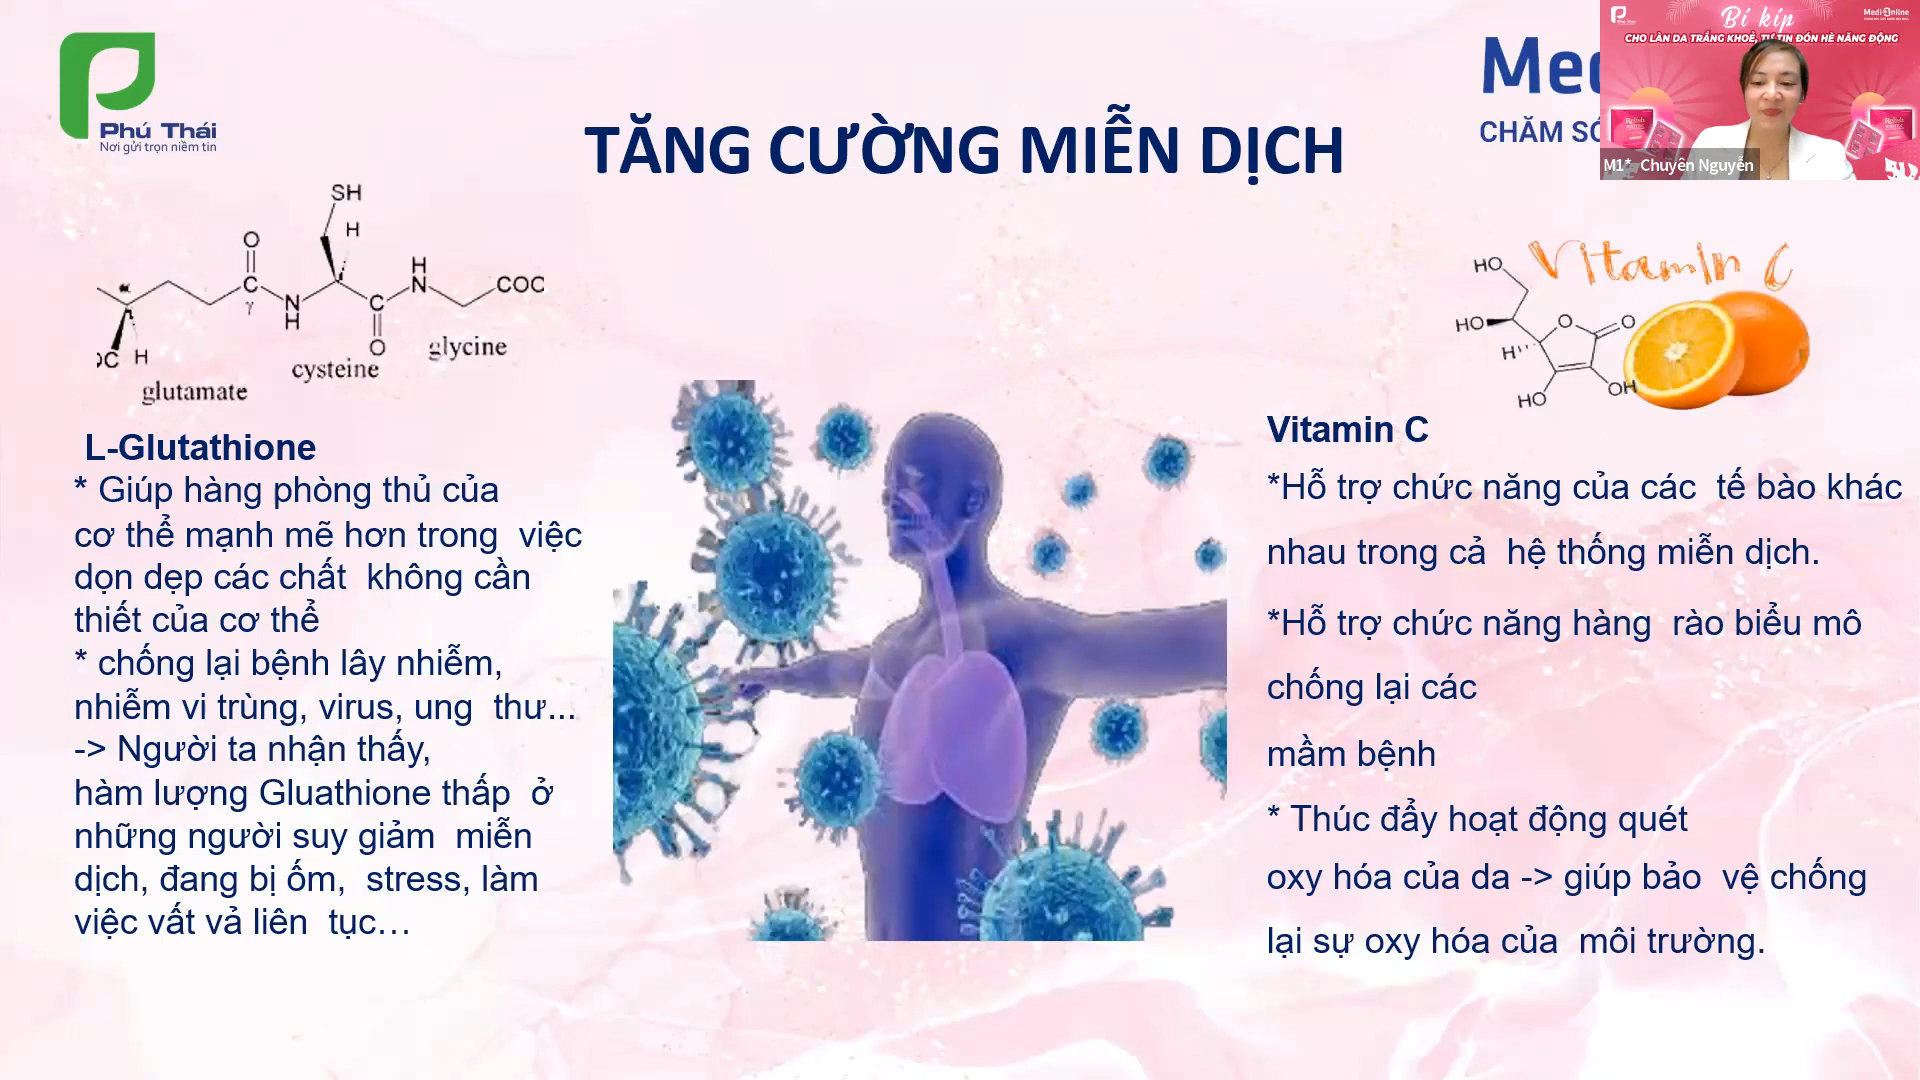 Phú Thái
Nơi gửi trọn niềm tin
TĂNG CƯỜNG MIỄN DỊCH
CHĂM
Phú Thái
Bí kíp
Medi Online
CHO LÀN DA TRẮNG KHOẺ, TỰ TIN ĐÓN HÈ NĂNG ĐỘNG
M1*_Chuyên Nguyễn
SH
H
O
C
γ
N
H
H
N
C
O
COO
H
glutamate
cysteine
glycine
L-Glutathione
* Giúp hàng phòng thủ của
cơ thể mạnh mẽ hơn trong việc
dọn dẹp các chất không cần
thiết của cơ thể
* chống lại bệnh lây nhiễm,
nhiễm vi trùng, virus, ung thư...
-> Người ta nhận thấy,
hàm lượng Gluathione thấp ở
những người suy giảm miễn
dịch, đang bị ốm, stress, làm
việc vất vả liên tục…
Vitamin C
HO
HO
O
O
H
HO
OH
Vitamin C
*Hỗ trợ chức năng của các tế bào khác
nhau trong cả hệ thống miễn dịch.
*Hỗ trợ chức năng hàng rào biểu mô
chống lại các
mầm bệnh
* Thúc đẩy hoạt động quét
oxy hóa của da -> giúp bảo vệ chống
lại sự oxy hóa của môi trường.